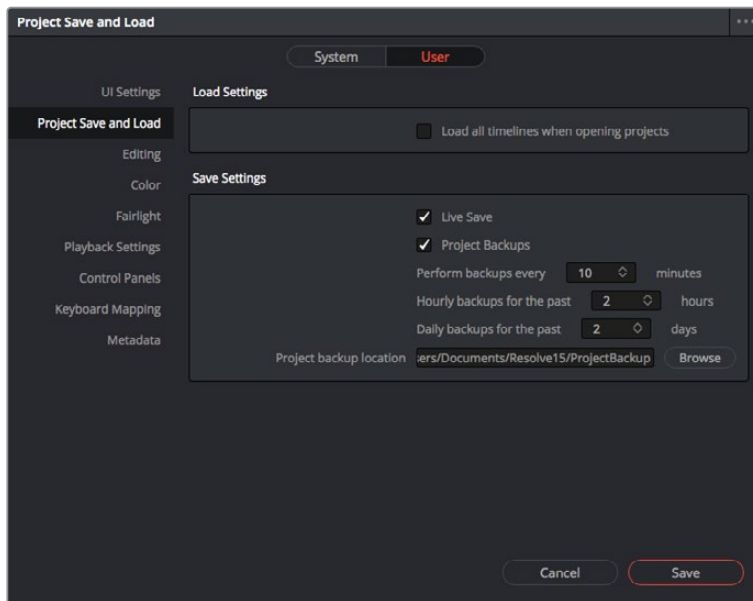 Project Save and Load
System User
UI Settings
Project Save and Load
Editing
Color
Fairlight
Playback Settings
Control Panels
Keyboard Mapping
Metadata
Load Settings
Load all timelines when opening projects
Save Settings
Live Save
Project Backups
Perform backups every 10 minutes
Hourly backups for the past 2 hours
Daily backups for the past 2 days
Project backup location ers/Documents/Resolve15/ProjectBackup Browse
Cancel Save